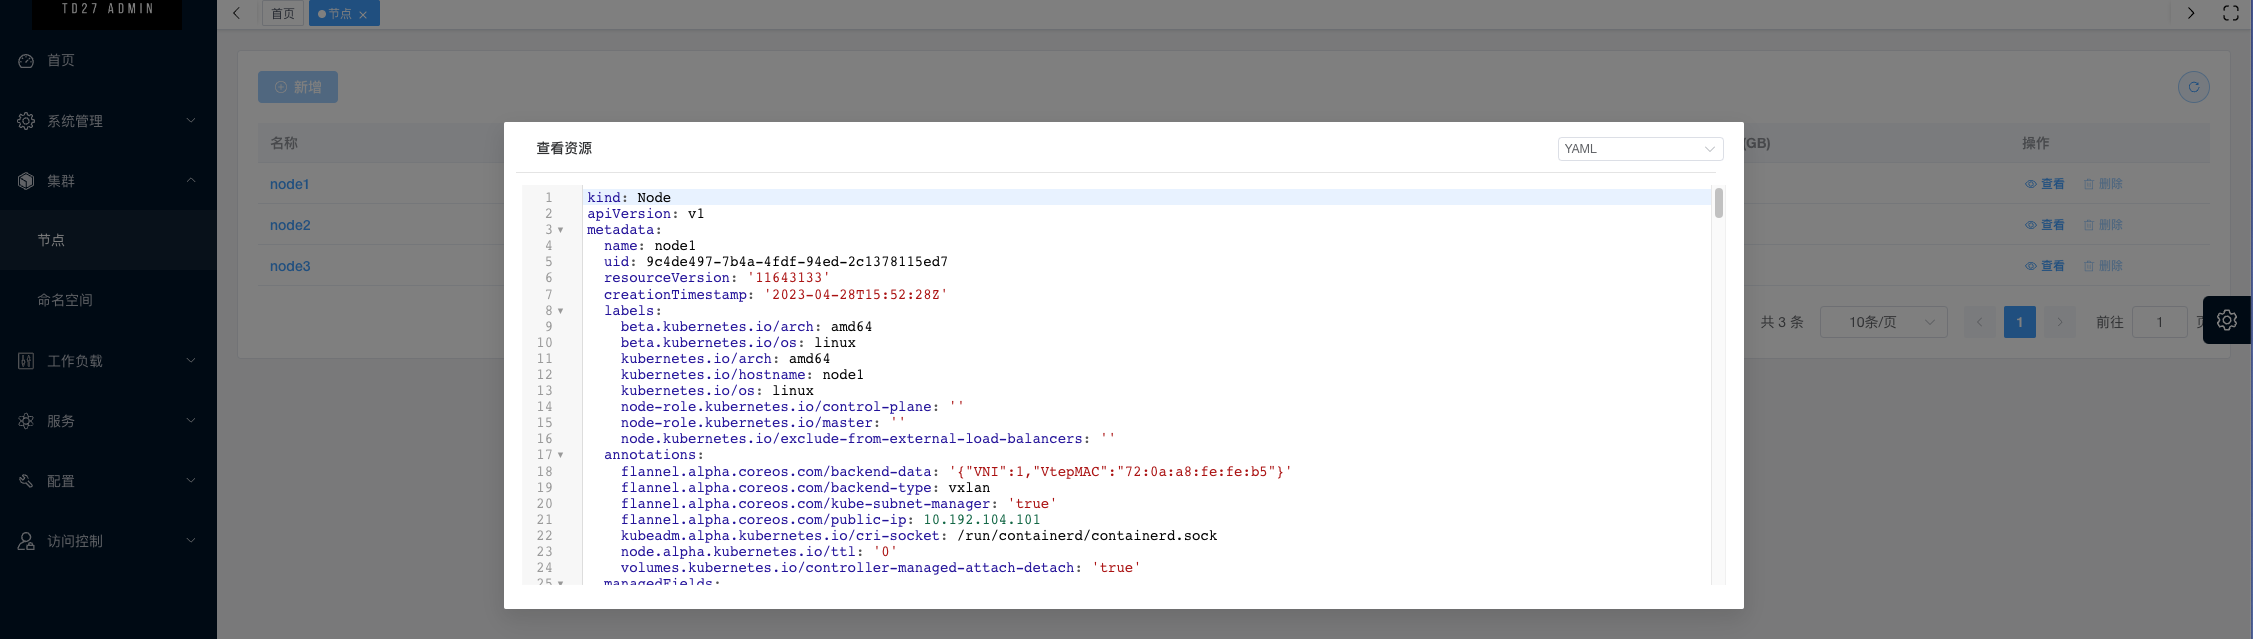 TD27 ADMIN
首页
系统管理
集群
节点
命名空间
工作负载
服务
配置
访问控制
首页
节点
新增
名称
(GB)
操作
node1
查看 删除
node2
查看 删除
node3
查看 删除
共 3 条
10条/页
1
前往
1
查看资源
YAML
1 kind: Node
2 apiVersion: v1
3 metadata:
4 name: node1
5 uid: 9c4de497-7b4a-4fdf-94ed-2c1378115ed7
6 resourceVersion: '11643133'
7 creationTimestamp: '2023-04-28T15:52:28Z'
8 labels:
9 beta.kubernetes.io/arch: amd64
10 beta.kubernetes.io/os: linux
11 kubernetes.io/arch: amd64
12 kubernetes.io/hostname: node1
13 kubernetes.io/os: linux
14 node-role.kubernetes.io/control-plane: ''
15 node-role.kubernetes.io/master: ''
16 node.kubernetes.io/exclude-from-external-load-balancers: ''
17 annotations:
18 flannel.alpha.coreos.com/backend-data: '{"VNI":1,"VtepMAC":"72:0a:a8:fe:fe:b5"}'
19 flannel.alpha.coreos.com/backend-type: vxlan
20 flannel.alpha.coreos.com/kube-subnet-manager: 'true'
21 flannel.alpha.coreos.com/public-ip: 10.192.104.101
22 kubeadm.alpha.kubernetes.io/cri-socket: /run/containerd/containerd.sock
23 node.alpha.kubernetes.io/ttl: '0'
24 volumes.kubernetes.io/controller-managed-attach-detach: 'true'
25 managedFields: